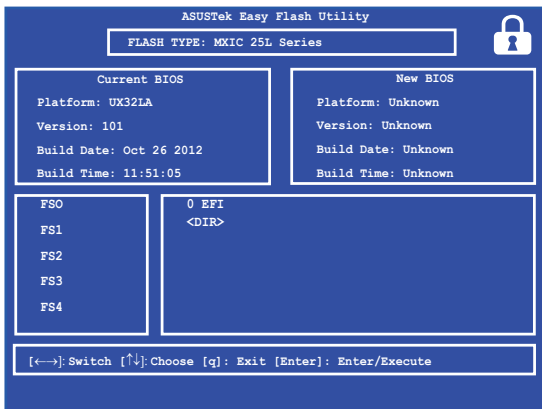 ASUSTek Easy Flash Utility
FLASH TYPE: MXIC 25L Series
Current BIOS
Platform: UX32LA
Version: 101
Build Date: Oct 26 2012
Build Time: 11:51:05
New BIOS
Platform: Unknown
Version: Unknown
Build Date: Unknown
Build Time: Unknown
FSO
FS1
FS2
FS3
FS4
0 EFI
<DIR>
[←→]: Switch [↑↓]: Choose [q]: Exit [Enter]: Enter/Execute